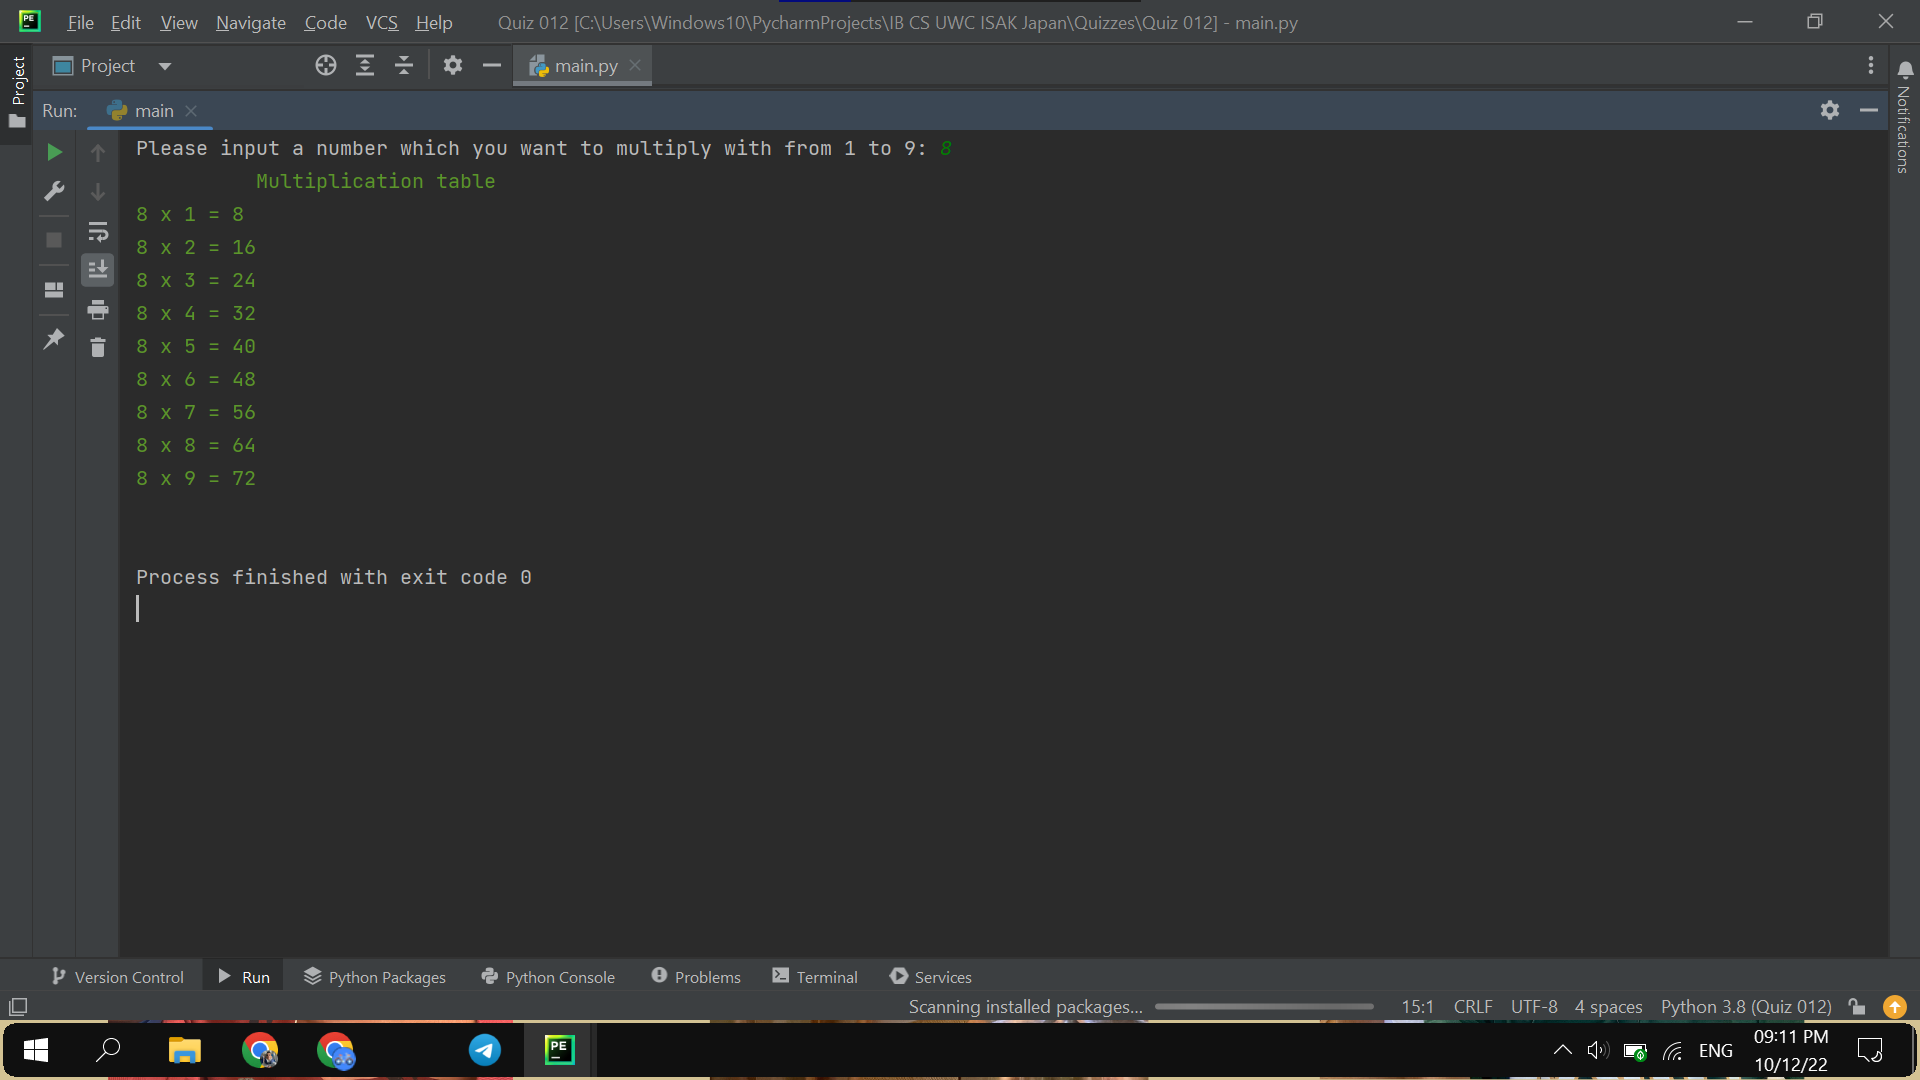 File Edit View Navigate Code VCS Help Quiz 012 [C:\Users\Windows10\PycharmProjects\IB CS UWC ISAK Japan\Quizzes\Quiz 012] - main.py
Project
Project main.py
Notifications
Run: main
Please input a number which you want to multiply with from 1 to 9: 8
Multiplication table
8 x 1 = 8
8 x 2 = 16
8 x 3 = 24
8 x 4 = 32
8 x 5 = 40
8 x 6 = 48
8 x 7 = 56
8 x 8 = 64
8 x 9 = 72
Process finished with exit code 0
Version Control Run Python Packages Python Console Problems Terminal Services
Scanning installed packages... 15:1 CRLF UTF-8 4 spaces Python 3.8 (Quiz 012)
PE
ENG 09:11 PM
10/12/22